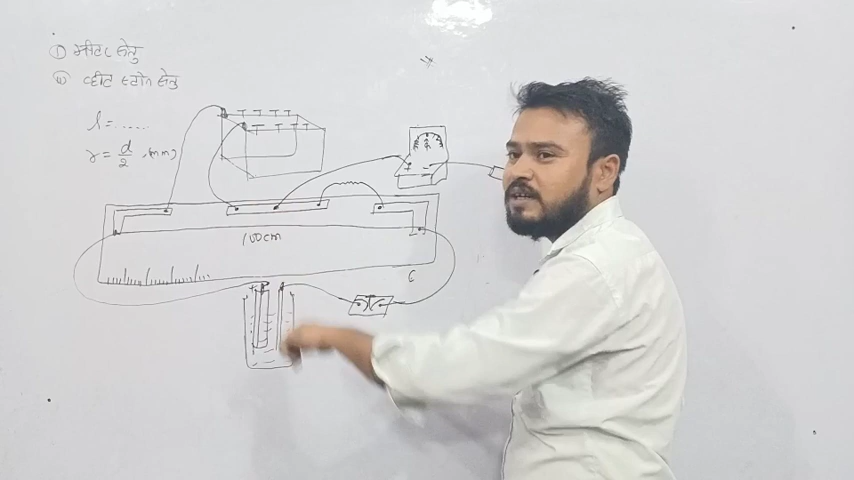 ① मीटर सेतु
② व्हीट स्टोन सेतु
l = ......
r = d/2 (mm)
100cm
C